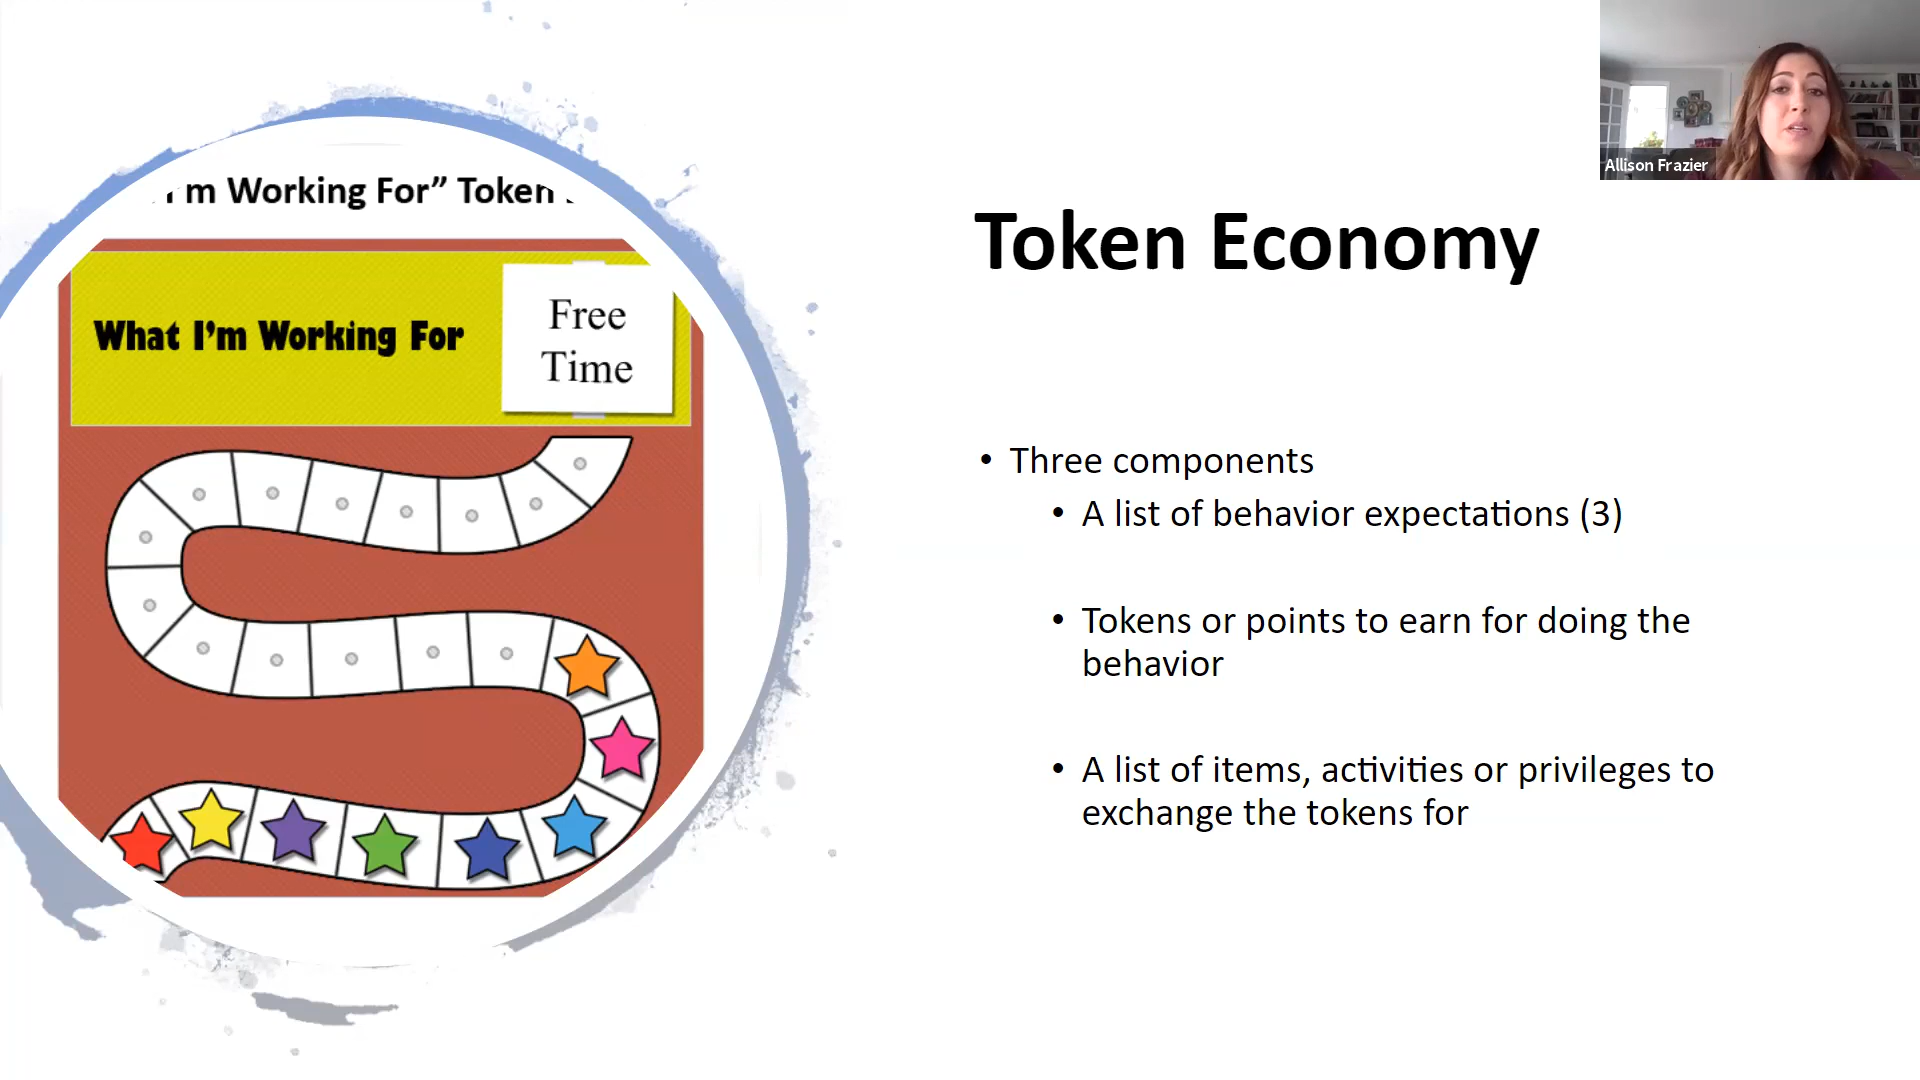 I'm Working For” Token
What I'm Working For
Free
Time
Allison Frazier
Token Economy
• Three components
• A list of behavior expectations (3)
• Tokens or points to earn for doing the
behavior
• A list of items, activities or privileges to
exchange the tokens for